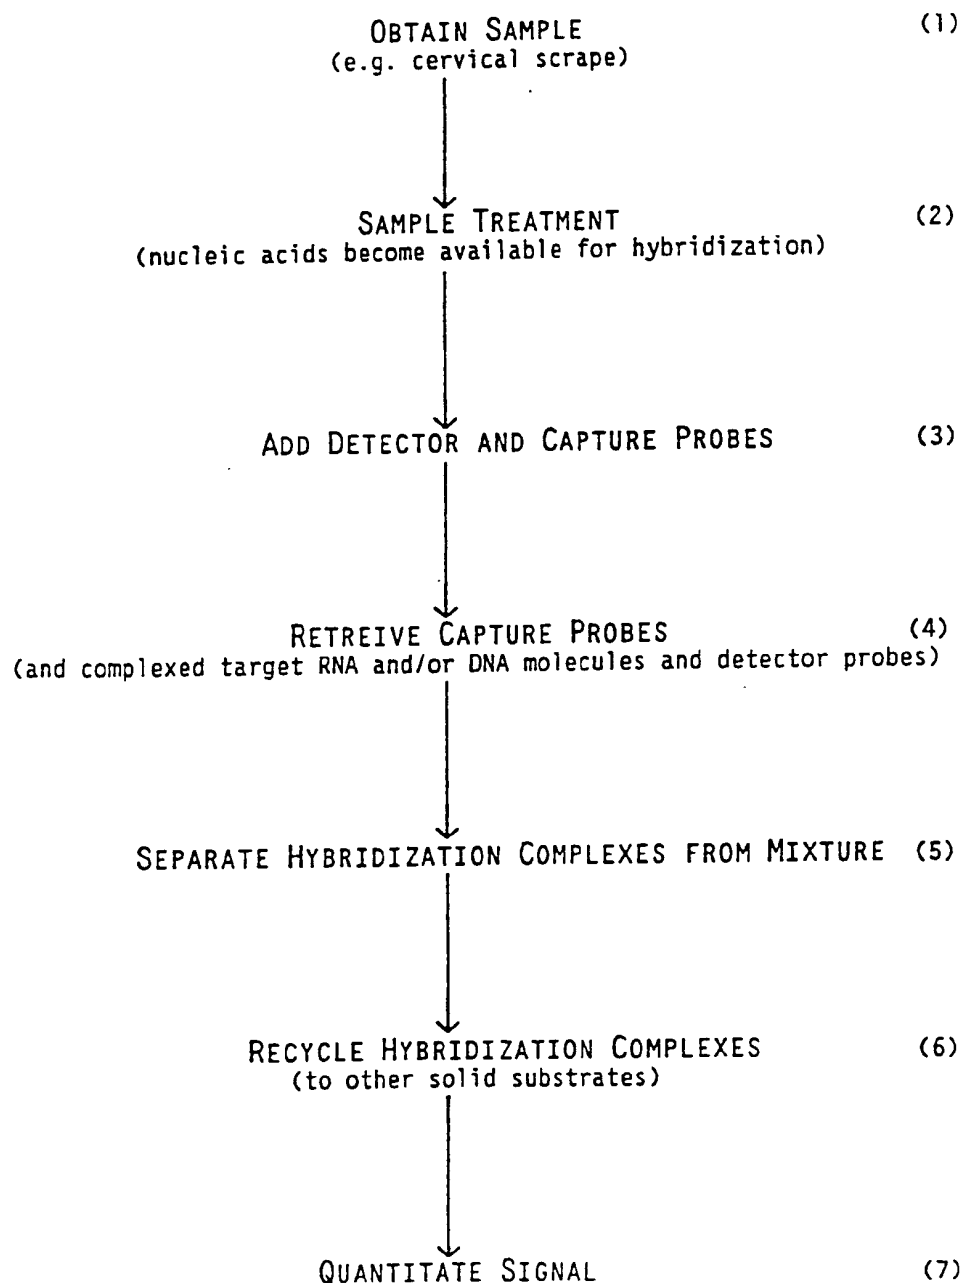 OBTAIN SAMPLE (1)
(e.g. cervical scrape)
SAMPLE TREATMENT (2)
(nucleic acids become available for hybridization)
ADD DETECTOR AND CAPTURE PROBES (3)
RETREIVE CAPTURE PROBES (4)
(and complexed target RNA and/or DNA molecules and detector probes)
SEPARATE HYBRIDIZATION COMPLEXES FROM MIXTURE (5)
RECYCLE HYBRIDIZATION COMPLEXES (6)
(to other solid substrates)
QUANTITATE SIGNAL (7)